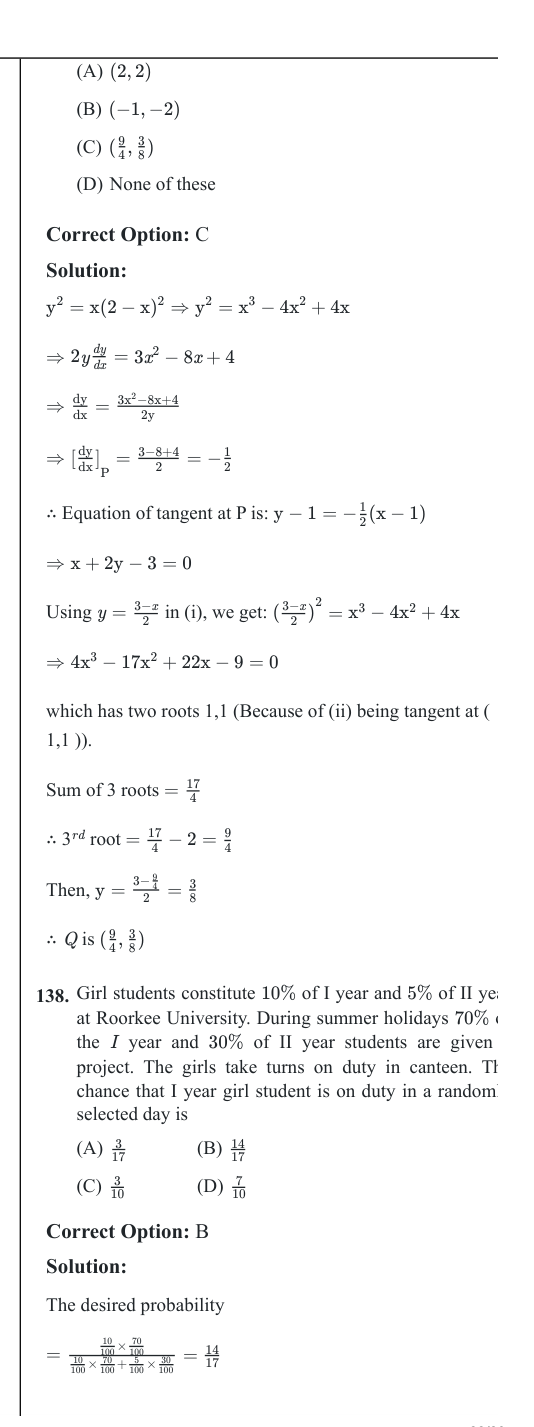 (A) (2, 2)
(B) (−1, −2)
(C) (9/4, 3/8)
(D) None of these
Correct Option: C
Solution:
y² = x(2 − x)² ⇒ y² = x³ − 4x² + 4x
⇒ 2y dy/dx = 3x² − 8x + 4
⇒ dy/dx = (3x²−8x+4)/(2y)
⇒ [dy/dx]_P = (3−8+4)/2 = −1/2
∴ Equation of tangent at P is: y − 1 = −1/2(x − 1)
⇒ x + 2y − 3 = 0
Using y = (3−x)/2 in (i), we get: ((3−x)/2)² = x³ − 4x² + 4x
⇒ 4x³ − 17x² + 22x − 9 = 0
which has two roots 1,1 (Because of (ii) being tangent at (
1,1 )).
Sum of 3 roots = 17/4
∴ 3^rd root = 17/4 − 2 = 9/4
Then, y = (3−9/4)/2 = 3/8
∴ Q is (9/4, 3/8)
138. Girl students constitute 10% of I year and 5% of II
at Roorkee University. During summer holidays 70%
the I year and 30% of II year students are given
project. The girls take turns on duty in canteen.
chance that I year girl student is on duty in a
selected day is
(A) 3/17 (B) 14/17
(C) 3/10 (D) 7/10
Correct Option: B
Solution:
The desired probability
= (10/100 × 70/100)/(10/100 × 70/100 + 5/100 × 30/100) = 14/17